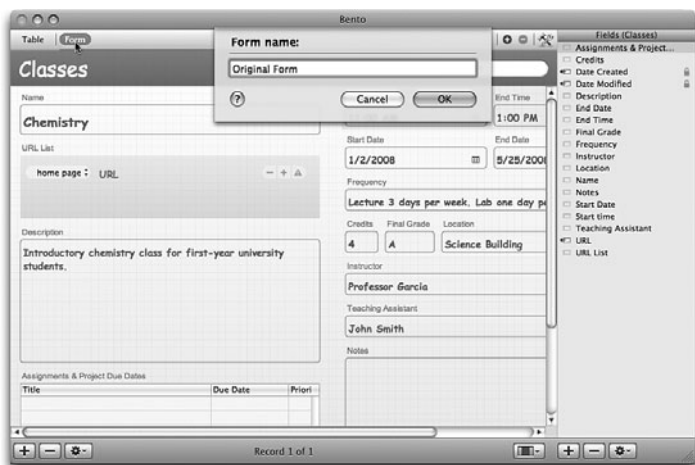 Bento
Table
Form
Form name:
Original Form
Cancel
OK
Classes
Name
Chemistry
URL List
home page
URL
Description
Introductory chemistry class for first-year university
students.
Assignments & Project Due Dates
Title
Due Date
Priori
End Time
1:00 PM
Start Date
End Date
1/2/2008
5/25/200
Frequency
Lecture 3 days per week, Lab one day p
Credits
Final Grade
Location
4
A
Science Building
Instructor
Professor Garcia
Teaching Assistant
John Smith
Notes
Record 1 of 1
Fields (Classes)
Assignments & Project...
Credits
Date Created
Date Modified
Description
End Date
End Time
Final Grade
Frequency
Instructor
Location
Name
Notes
Start Date
Start time
Teaching Assistant
URL
URL List